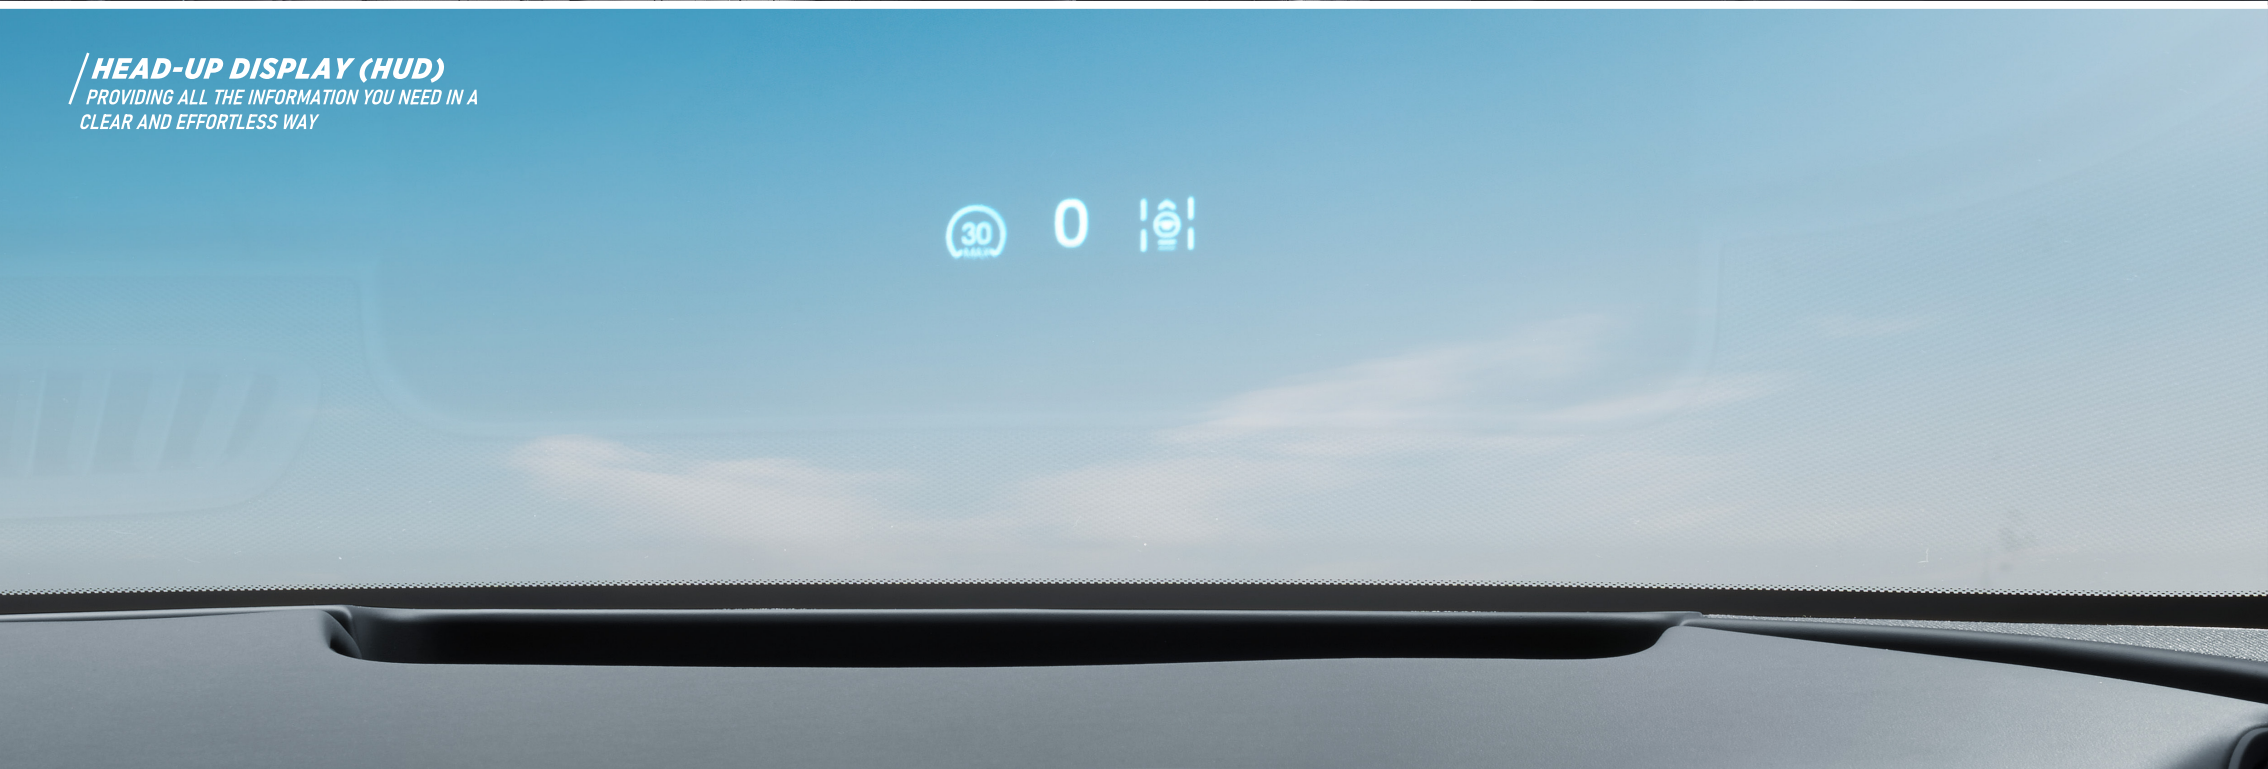 HEAD-UP DISPLAY (HUD)
PROVIDING ALL THE INFORMATION YOU NEED IN A
CLEAR AND EFFORTLESS WAY
30 0